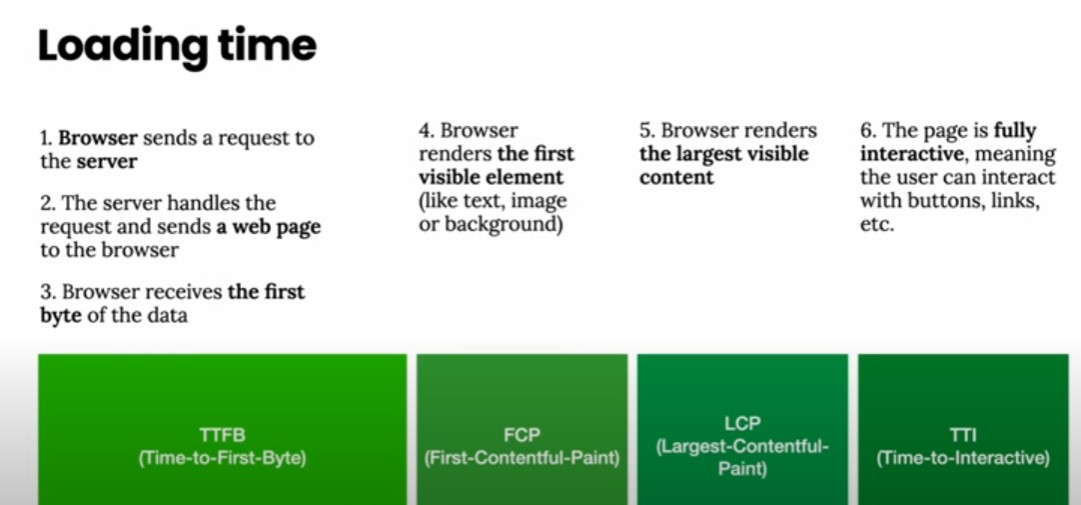 Loading time
1. Browser sends a request to
the server
2. The server handles the
request and sends a web page
to the browser
3. Browser receives the first
byte of the data
4. Browser
renders the first
visible element
(like text, image
or background)
5. Browser renders
the largest visible
content
6. The page is fully
interactive, meaning
the user can interact
with buttons, links,
etc.
TTFB
(Time-to-First-Byte)
FCP
(First-Contentful-Paint)
LCP
(Largest-Contentful-
Paint)
TTI
(Time-to-Interactive)